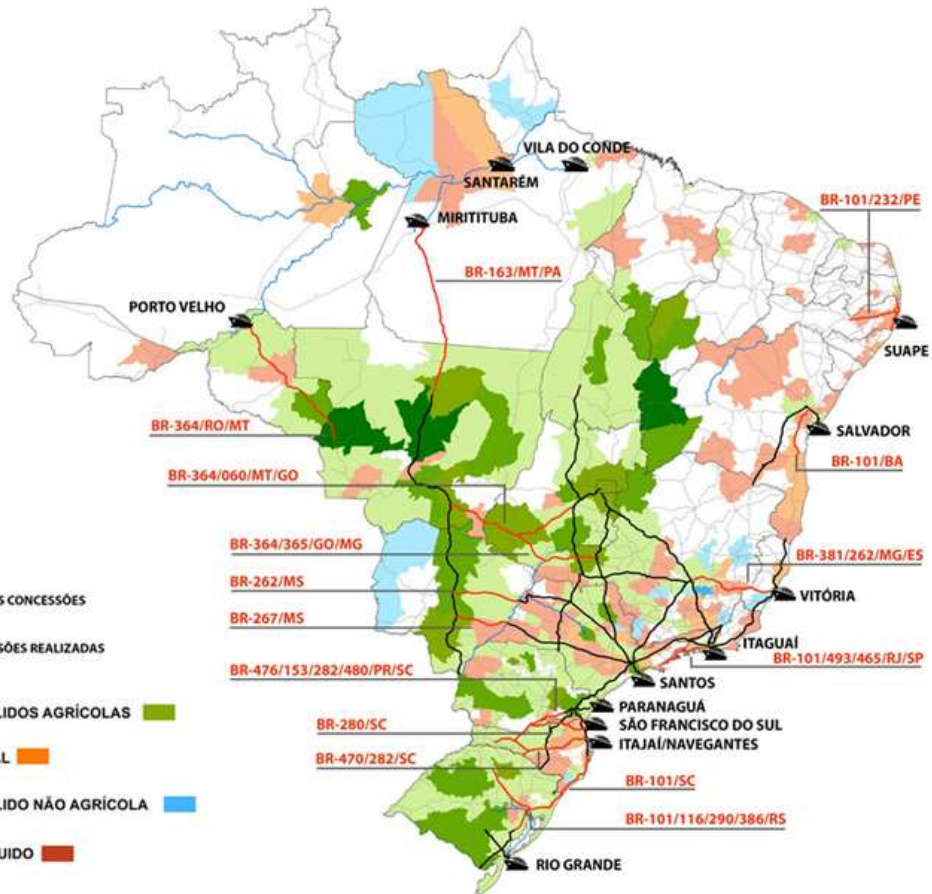 VILA DO CONDE
SANTARÉM
BR-101/232/PE
MIRITITUBA
BR-163/MT/PA
PORTO VELHO
SUAPE
BR-364/RO/MT
SALVADOR
BR-101/BA
BR-364/060/MT/GO
BR-364/365/GO/MG
BR-381/262/MG/ES
BR-262/MS
VITÓRIA
S CONCESSÕES
BR-267/MS
ITAGUAÍ
SÕES REALIZADAS
BR-101/493/465/RJ/SP
BR-476/153/282/480/PR/SC
SANTOS
PARANAGUÁ
LIDOS AGRÍCOLAS
BR-280/SC
SÃO FRANCISCO DO SUL
ITAJAÍ/NAVEGANTES
L
BR-470/282/SC
BR-101/SC
LIDO NÃO AGRÍCOLA
BR-101/116/290/386/RS
UIDO
RIO GRANDE